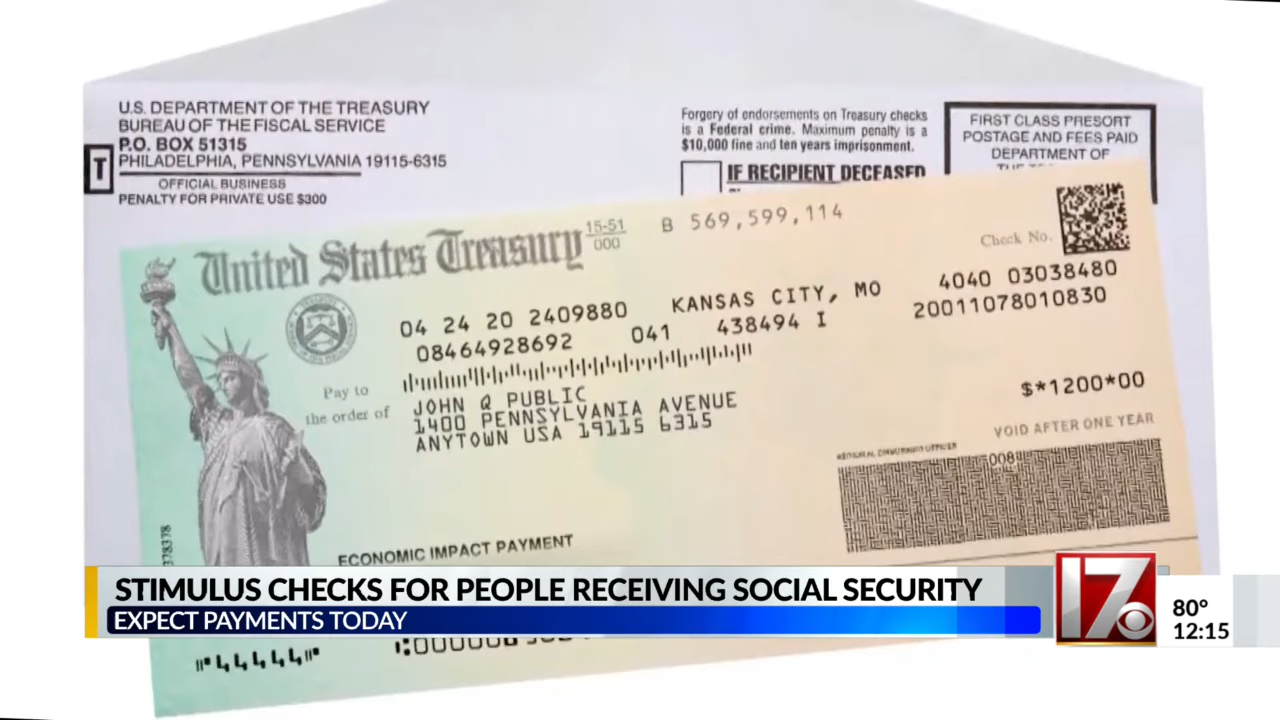 U.S. DEPARTMENT OF THE TREASURY
BUREAU OF THE FISCAL SERVICE
P.O. BOX 51315
PHILADELPHIA, PENNSYLVANIA 19115-6315
OFFICIAL BUSINESS
PENALTY FOR PRIVATE USE $300
T
Forgery of endorsements on Treasury checks
is a Federal crime. Maximum penalty is a
$10,000 fine and ten years imprisonment.
IF RECIPIENT DECEASED
FIRST CLASS PRESORT
POSTAGE AND FEES PAID
DEPARTMENT OF
United States Treasury
15-51
000
B 569,599,114
Check No.
04 24 20 2409880 KANSAS CITY, MO 4040 03038480
08464928692 041 438494 I 20011078010830
Pay to
the order of
JOHN Q PUBLIC
1400 PENNSYLVANIA AVENUE
ANYTOWN USA 19115 6315
$*1200*00
VOID AFTER ONE YEAR
008
ECONOMIC IMPACT PAYMENT
STIMULUS CHECKS FOR PEOPLE RECEIVING SOCIAL SECURITY
EXPECT PAYMENTS TODAY
17
80°
12:15
44444